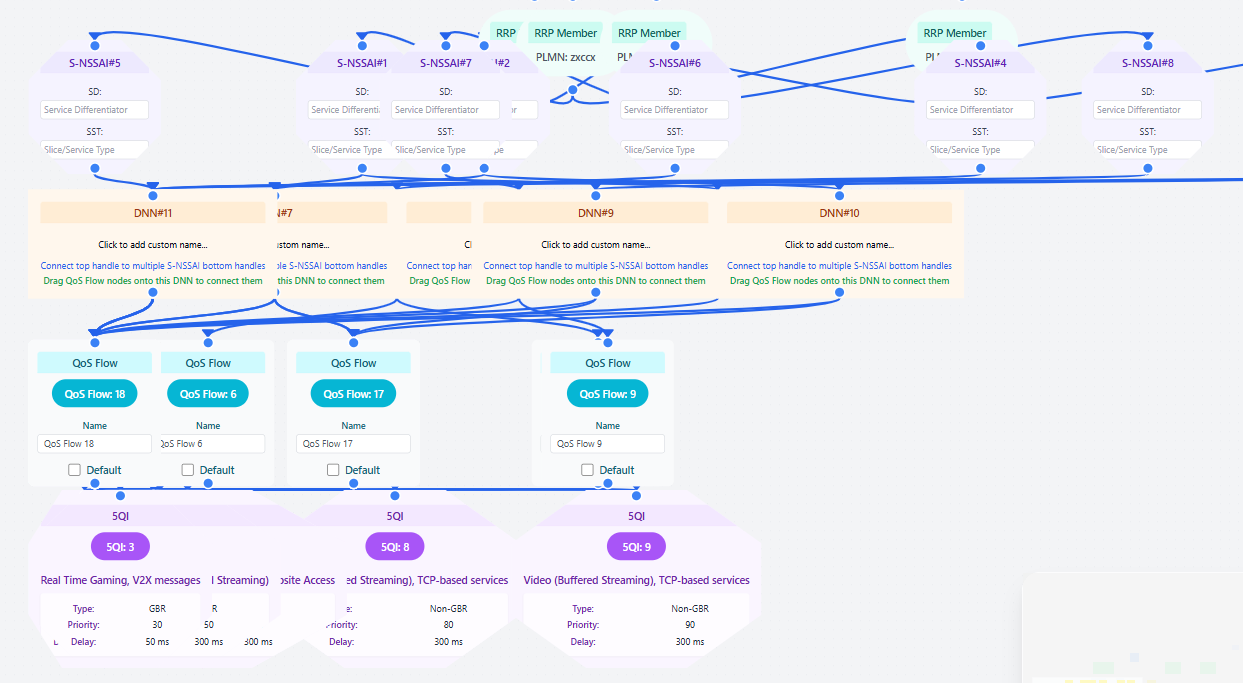 RRP
RRP Member
RRP Member
RRP Member
PLMN: zxccx
S-NSSAI#5
S-NSSAI#1
S-NSSAI#7
#2
S-NSSAI#6
S-NSSAI#4
S-NSSAI#8
SD:
SD:
SD:
SD:
SD:
SD:
Service Differentiator
Service Differenti
Service Differentiator
or
Service Differentiator
Service Differentiator
Service Differentiator
SST:
SST:
SST:
SST:
SST:
SST:
Slice/Service Type
Slice/Service Type
Slice/Service Type
pe
Slice/Service Type
Slice/Service Type
Slice/Service Type
DNN#11
#7
DNN#9
DNN#10
Click to add custom name...
stom name...
Cl
Click to add custom name...
Click to add custom name...
Connect top handle to multiple S-NSSAI bottom handles
ple S-NSSAI bottom handles
Connect top har
Connect top handle to multiple S-NSSAI bottom handles
Connect top handle to multiple S-NSSAI bottom handles
Drag QoS Flow nodes onto this DNN to connect them
this DNN to connect them
Drag QoS Flow
Drag QoS Flow nodes onto this DNN to connect them
Drag QoS Flow nodes onto this DNN to connect them
QoS Flow
QoS Flow
QoS Flow
QoS Flow
QoS Flow: 18
QoS Flow: 6
QoS Flow: 17
QoS Flow: 9
Name
Name
Name
Name
QoS Flow 18
QoS Flow 6
QoS Flow 17
QoS Flow 9
Default
Default
Default
Default
5QI
5QI
5QI
5QI: 3
5QI: 8
5QI: 9
Real Time Gaming, V2X messages
l Streaming)
osite Access
ed Streaming), TCP-based services
Video (Buffered Streaming), TCP-based services
Type:
GBR
R
e:
Non-GBR
Type:
Non-GBR
Priority:
30
50
riority:
80
Priority:
90
Delay:
50 ms
300 ms
300 ms
Delay:
300 ms
Delay:
300 ms